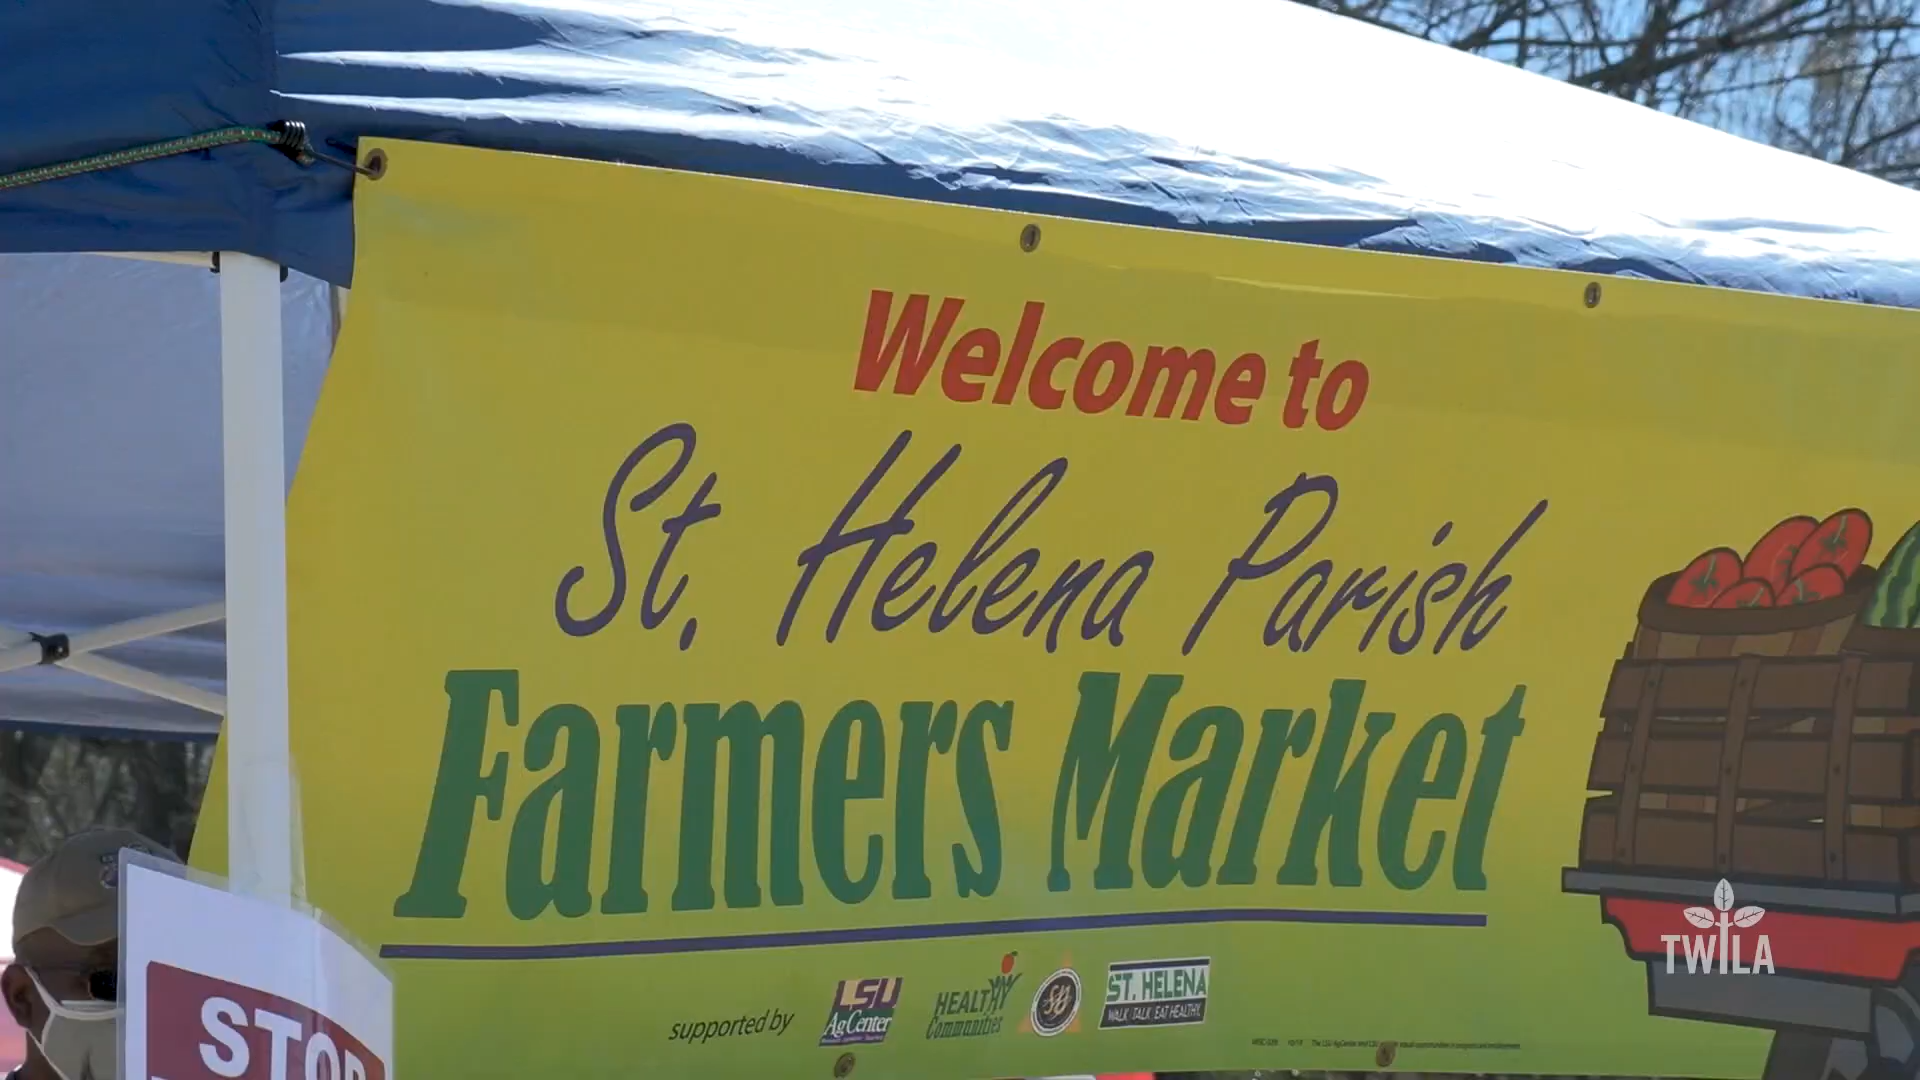 Welcome to
St. Helena Parish
Farmers Market
supported by
LSU
AgCenter
HEALTHY
Communities
ST. HELENA
WALK. TALK. EAT HEALTHY.
STOP
TWILA